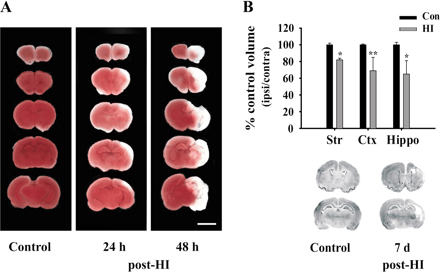 A
Control
24 h
48 h
post-HI
B
% control volume
(ipsi/contra)
120
100
80
60
40
20
0
Con
HI
*
**
*
Str
Ctx
Hippo
Control
7 d
post-HI